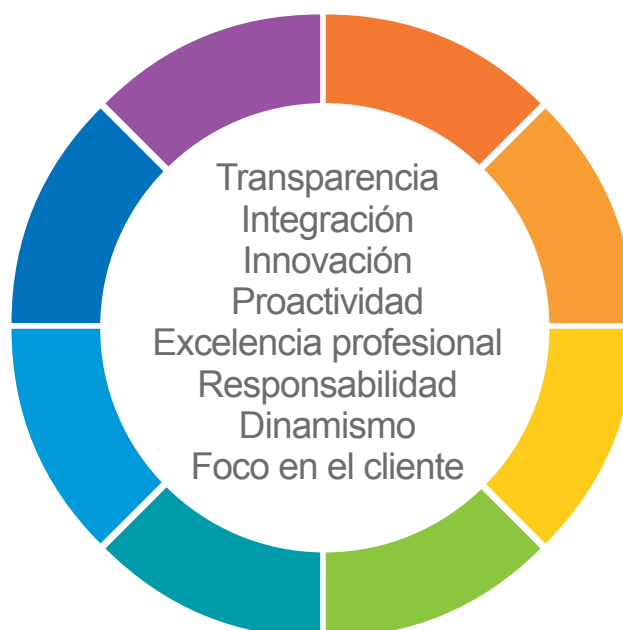 Transparencia
Integración
Innovación
Proactividad
Excelencia profesional
Responsabilidad
Dinamismo
Foco en el cliente